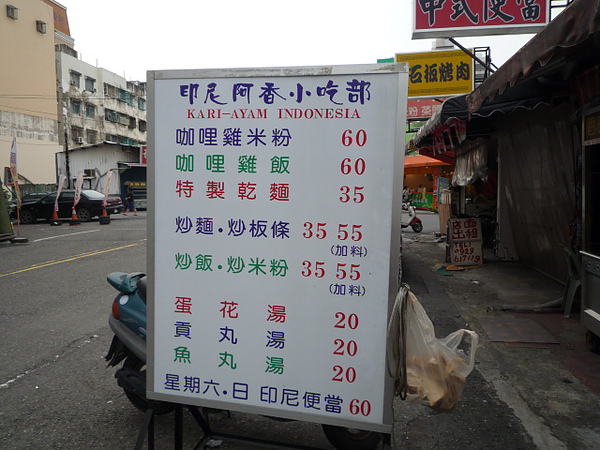 中式便當
石板烤肉
印尼阿香小吃部
KARI-AYAM INDONESIA
咖哩雞米粉 60
咖哩雞飯 60
特製乾麵 35
炒麵·炒板條 35 55
(加料)
炒飯·炒米粉 35 55
(加料)
蛋花湯 20
貢丸湯 20
魚丸湯 20
星期六·日 印尼便當 60